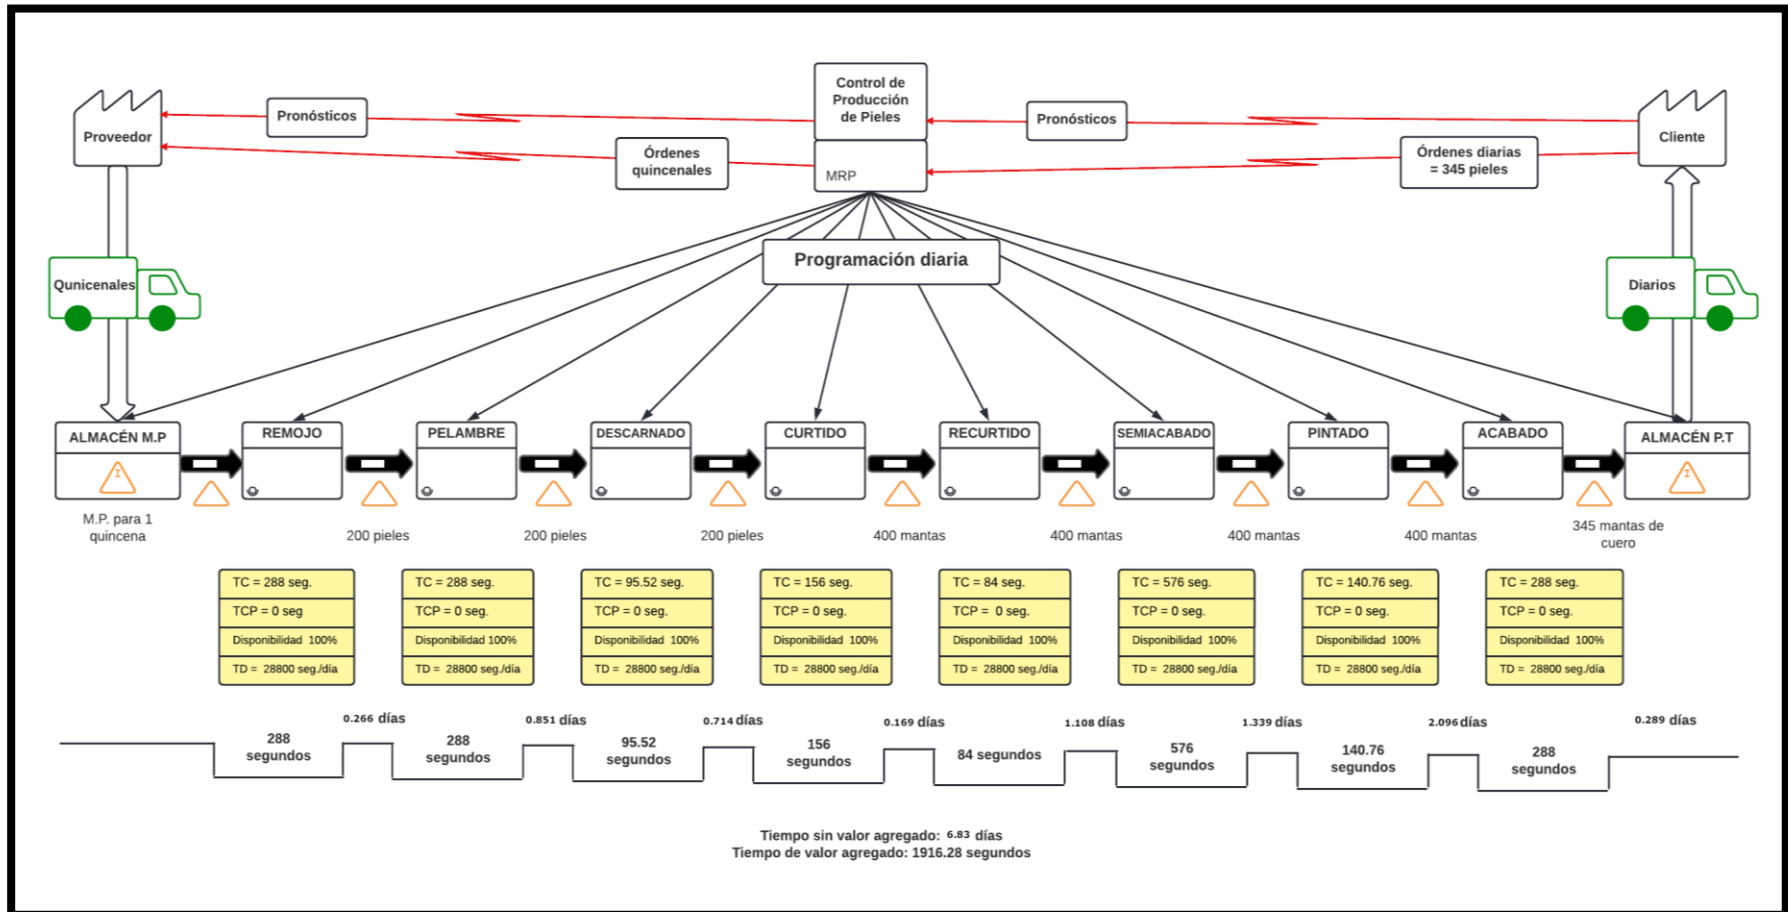 Control de
Producción
de Pieles
MRP
Proveedor
Pronósticos
Pronósticos
Cliente
Órdenes
quincenales
Órdenes diarias
= 345 pieles
Programación diaria
Qunicenales
Diarios
ALMACÉN M.P
REMOJO
PELAMBRE
DESCARNADO
CURTIDO
RECURTIDO
SEMIACABADO
PINTADO
ACABADO
ALMACÉN P.T
I
I
M.P. para 1
quincena
200 pieles
200 pieles
200 pieles
400 mantas
400 mantas
400 mantas
400 mantas
345 mantas de
cuero
TC = 288 seg.
TCP = 0 seg
Disponibilidad 100%
TD = 28800 seg./día
TC = 288 seg.
TCP = 0 seg.
Disponibilidad 100%
TD = 28800 seg./día
TC = 95.52 seg.
TCP = 0 seg.
Disponibilidad 100%
TD = 28800 seg./día
TC = 156 seg.
TCP = 0 seg.
Disponibilidad 100%
TD = 28800 seg./día
TC = 84 seg.
TCP = 0 seg.
Disponibilidad 100%
TD = 28800 seg./día
TC = 576 seg.
TCP = 0 seg.
Disponibilidad 100%
TD = 28800 seg./día
TC = 140.76 seg.
TCP = 0 seg.
Disponibilidad 100%
TD = 28800 seg./día
TC = 288 seg.
TCP = 0 seg.
Disponibilidad 100%
TD = 28800 seg./día
288
segundos
0.266 días
288
segundos
0.851 días
95.52
segundos
0.714 días
156
segundos
0.169 días
84 segundos
1.108 días
576
segundos
1.339 días
140.76
segundos
2.096 días
288
segundos
0.289 días
Tiempo sin valor agregado: 6.83 días
Tiempo de valor agregado: 1916.28 segundos